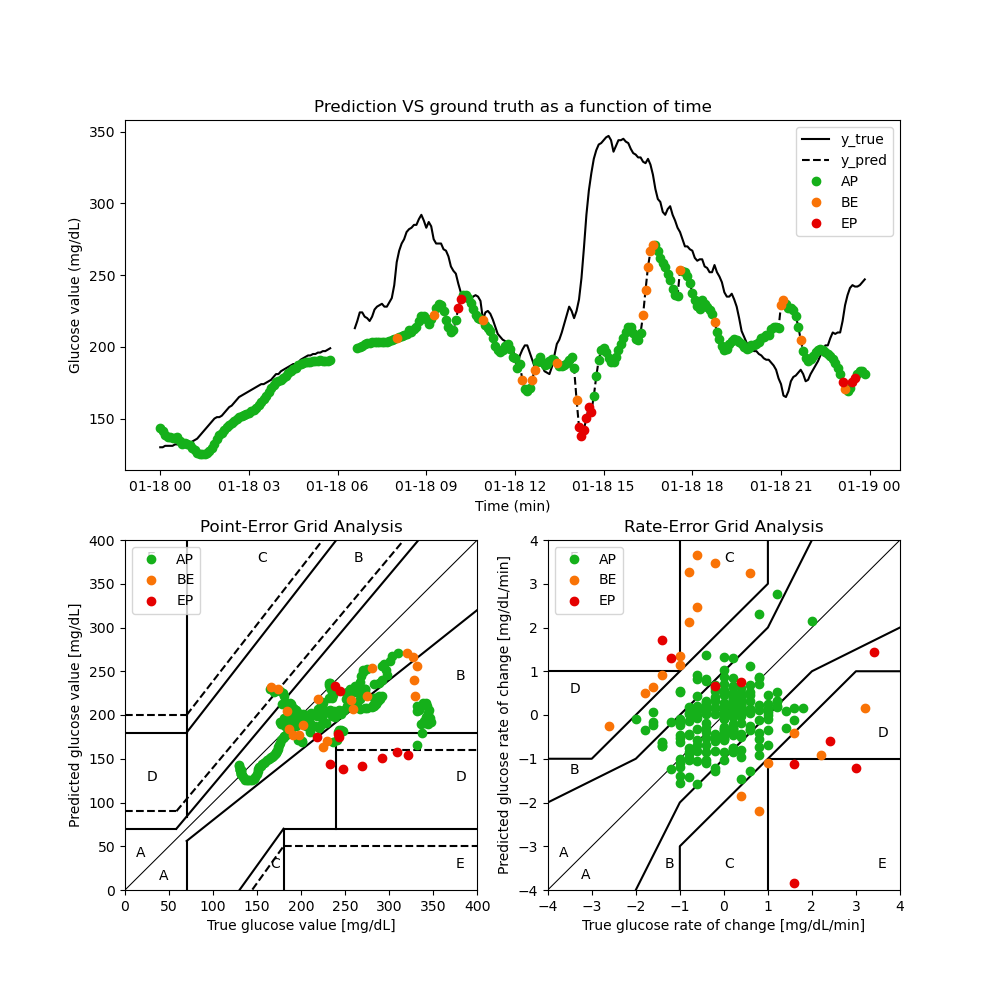 Prediction VS ground truth as a function of time
Glucose value (mg/dL)
350
300
250
200
150
y_true
y_pred
AP
BE
EP
01-18 00 01-18 03 01-18 06 01-18 09 01-18 12 01-18 15 01-18 18 01-18 21 01-19 00
Time (min)
Point-Error Grid Analysis
Predicted glucose value [mg/dL]
400
350
300
250
200
150
100
50
0
AP
BE
EP
C
B
B
D
D
A
A
C
E
0 50 100 150 200 250 300 350 400
True glucose value [mg/dL]
Rate-Error Grid Analysis
Predicted glucose rate of change [mg/dL/min]
4
3
2
1
0
−1
−2
−3
−4
AP
BE
EP
C
D
D
B
A
A
B
C
E
−4 −3 −2 −1 0 1 2 3 4
True glucose rate of change [mg/dL/min]